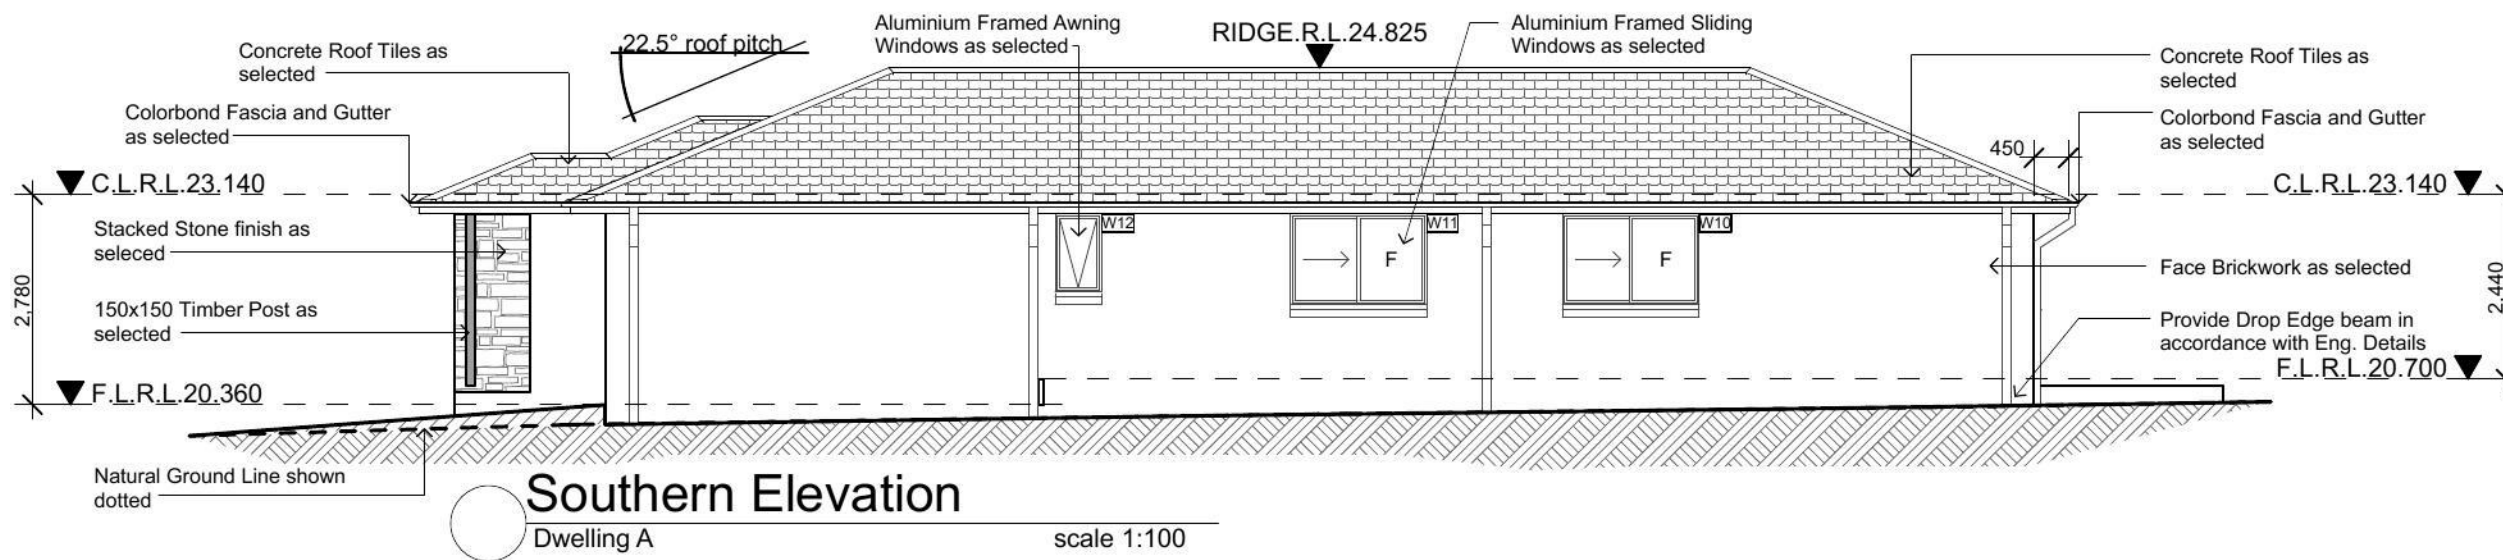 Aluminium Framed Awning
Windows as selected
RIDGE.R.L.24.825
Aluminium Framed Sliding
Windows as selected
22.5° roof pitch
Concrete Roof Tiles as
selected
Concrete Roof Tiles as
selected
Colorbond Fascia and Gutter
as selected
Colorbond Fascia and Gutter
as selected
450
C.L.R.L.23.140
C.L.R.L.23.140
Stacked Stone finish as
seleced
W12
W11
W10
F
F
Face Brickwork as selected
2,780
2,440
150x150 Timber Post as
selected
Provide Drop Edge beam in
accordance with Eng. Details
F.L.R.L.20.360
F.L.R.L.20.700
Natural Ground Line shown
dotted
Southern Elevation
Dwelling A
scale 1:100